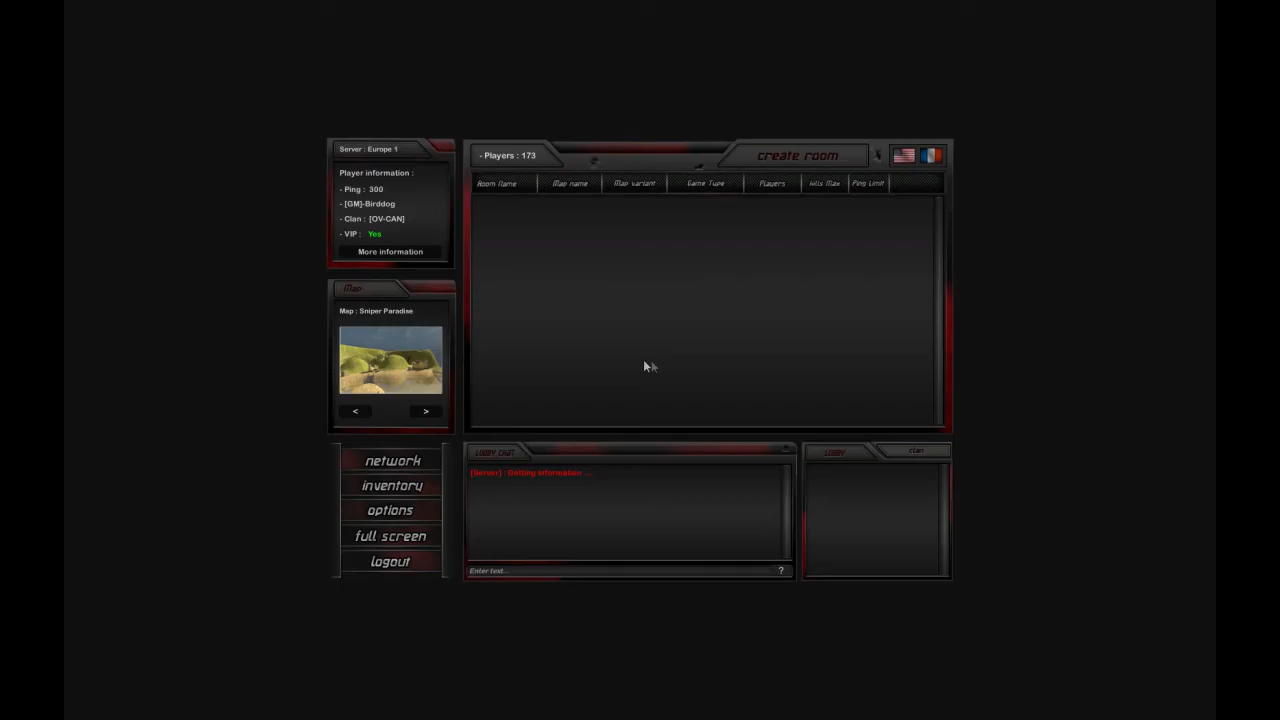 Server : Europe 1
Player information :
- Ping : 300
- [GM]-Birddog
- Clan : [OV-CAN]
- VIP : Yes
More information
Map
Map : Sniper Paradise
< >
network
inventory
options
full screen
logout
- Players : 173
create room
Room Name Map name Map variant Game Type Players Kills Max Ping Limit
LOBBY CHAT
[Server] : Getting information ...
Enter text...
?
LOBBY clan